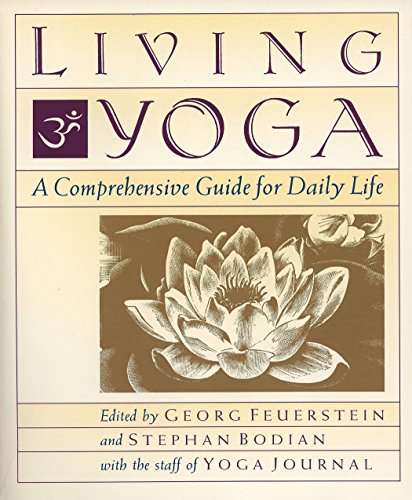 LIVING
ॐ YOGA
A Comprehensive Guide for Daily Life
Edited by GEORG FEUERSTEIN
and STEPHAN BODIAN
with the staff of YOGA JOURNAL